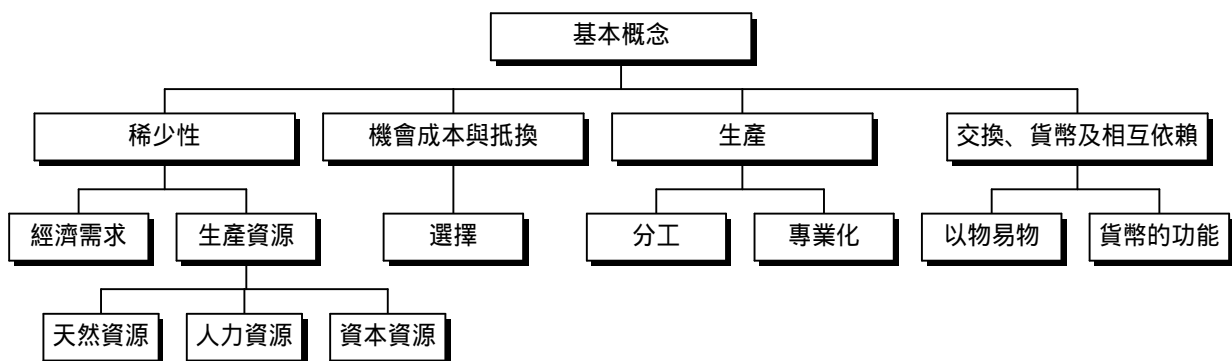 基本概念
稀少性
機會成本與抵換
生產
交換、貨幣及相互依賴
經濟需求
生產資源
選擇
分工
專業化
以物易物
貨幣的功能
天然資源
人力資源
資本資源